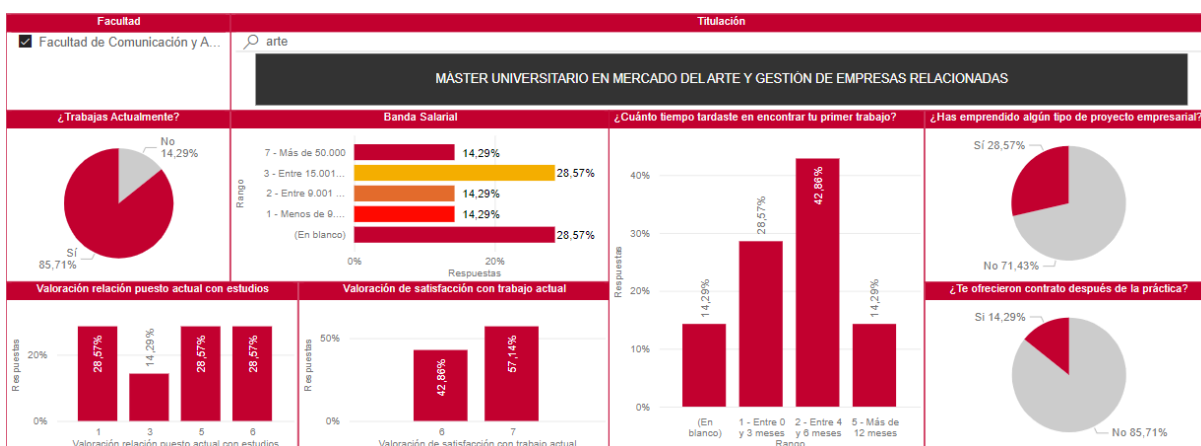 Facultad
Titulación
Facultad de Comunicación y A...
arte
MÁSTER UNIVERSITARIO EN MERCADO DEL ARTE Y GESTIÓN DE EMPRESAS RELACIONADAS
¿Trabajas Actualmente?
No
14,29%
Sí
85,71%
Banda Salarial
Rango
7 - Más de 50.000
14,29%
3 - Entre 15.001...
28,57%
2 - Entre 9.001 ...
14,29%
1 - Menos de 9....
14,29%
(En blanco)
28,57%
0%
20%
Respuestas
¿Cuánto tiempo tardaste en encontrar tu primer trabajo?
Respuestas
40%
30%
20%
10%
0%
14,29%
28,57%
42,86%
14,29%
(En
blanco)
1 - Entre 0
y 3 meses
2 - Entre 4
y 6 meses
5 - Más de
12 meses
Rango
¿Has emprendido algún tipo de proyecto empresarial?
Sí 28,57%
No 71,43%
Valoración relación puesto actual con estudios
Respuestas
20%
0%
28,57%
14,29%
28,57%
28,57%
1
3
5
6
Valoración relación puesto actual con estudios
Valoración de satisfacción con trabajo actual
Respuestas
50%
0%
42,86%
57,14%
6
7
Valoración de satisfacción con trabajo actual
¿Te ofrecieron contrato después de la práctica?
Si 14,29%
No 85,71%